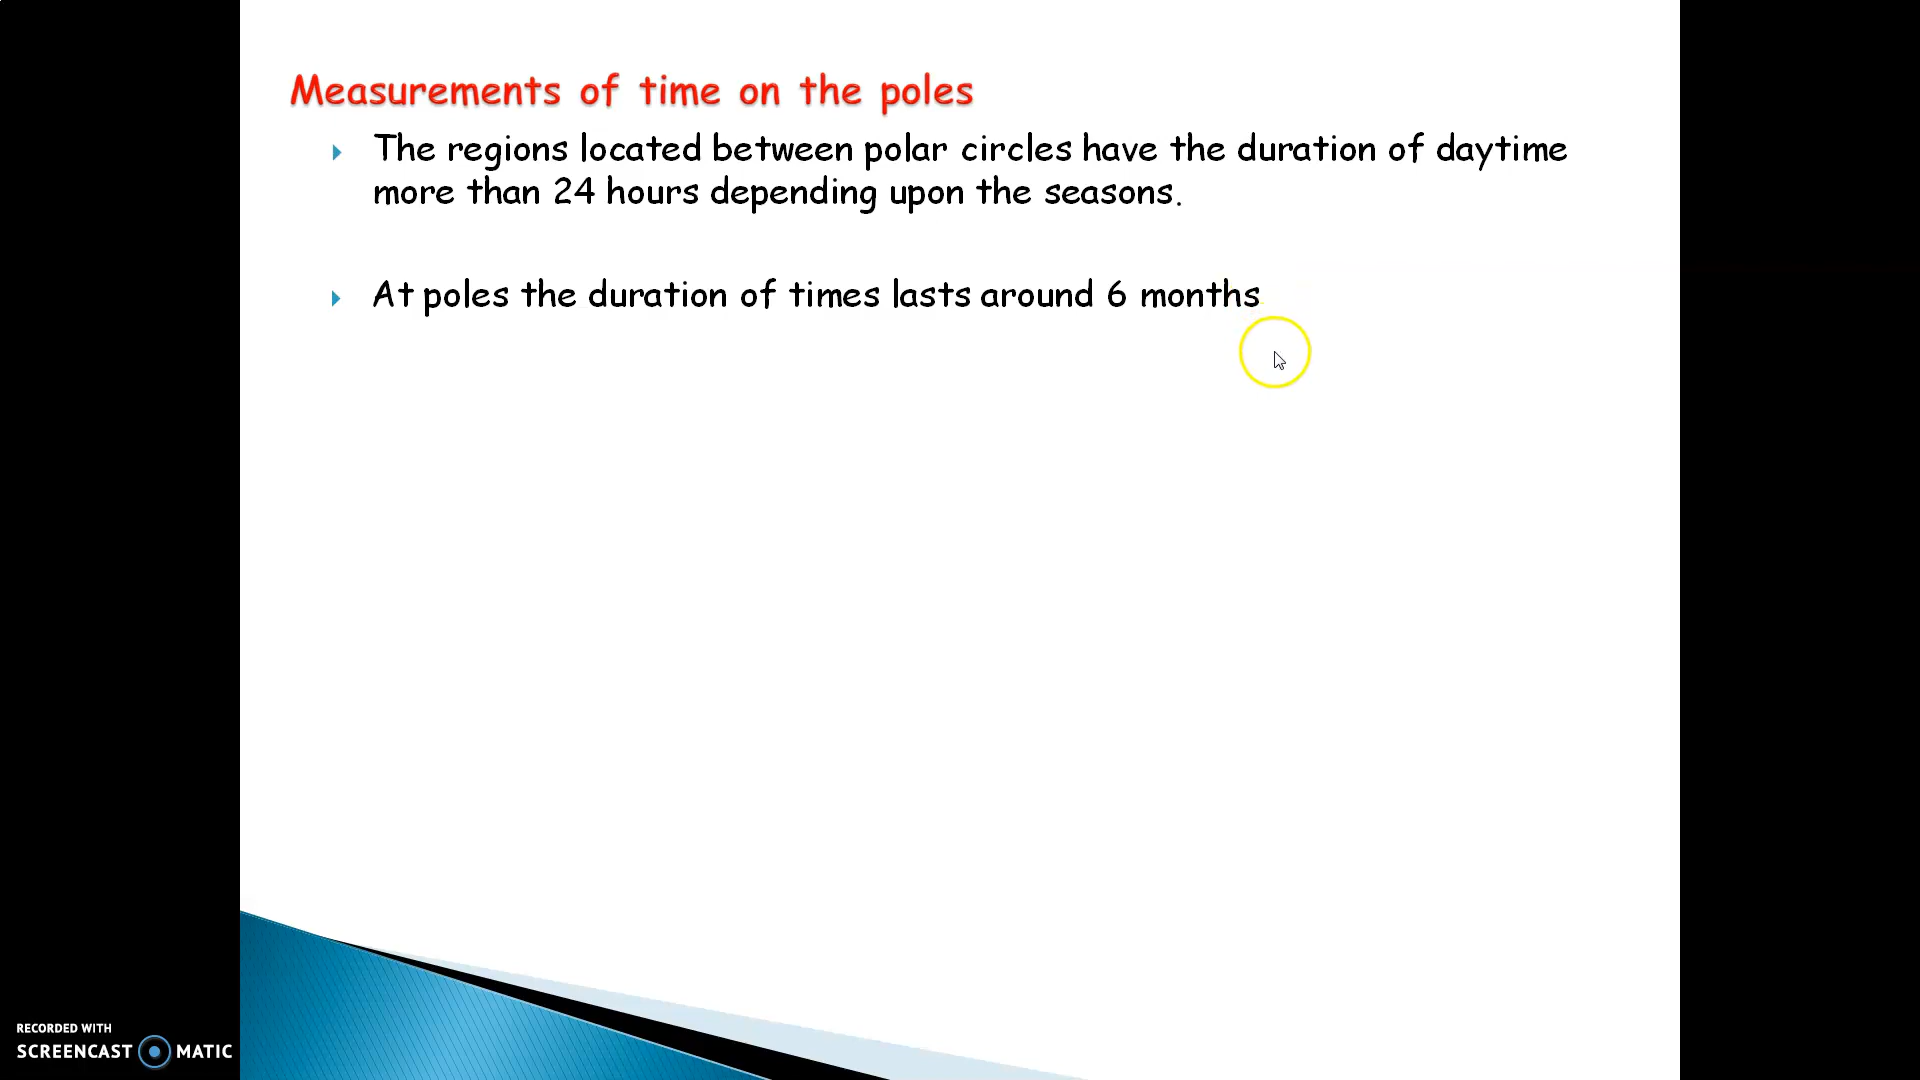 Measurements of time on the poles
The regions located between polar circles have the duration of daytime
more than 24 hours depending upon the seasons.
At poles the duration of times lasts around 6 months
RECORDED WITH
SCREENCAST MATIC